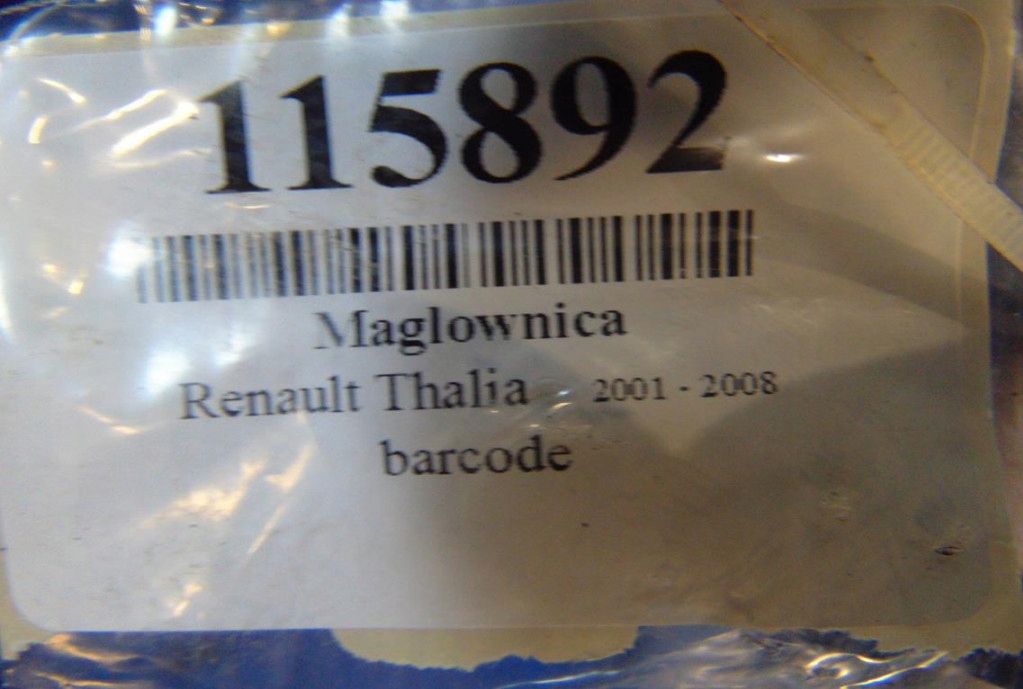 115892
Maglownica
Renault Thalia 2001 - 2008
barcode